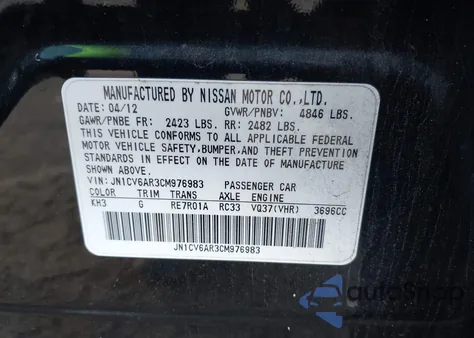 MANUFACTURED BY NISSAN MOTOR CO.,LTD.
DATE: 04/12 GVWR/PNBV: 4846 LBS.
GAWR/PNBE FR: 2423 LBS. RR: 2482 LBS.
THIS VEHICLE CONFORMS TO ALL APPLICABLE FEDERAL
MOTOR VEHICLE SAFETY,BUMPER,AND THEFT PREVENTION
STANDARDS IN EFFECT ON THE DATE OF MANUFACTURE
SHOWN ABOVE.
VIN: JN1CV6AR3CM976983 PASSENGER CAR
COLOR TRIM TRANS AXLE ENGINE
KH3 G RE7R01A RC33 VQ37(VHR) 3696CC
JN1CV6AR3CM976983
autoSnap